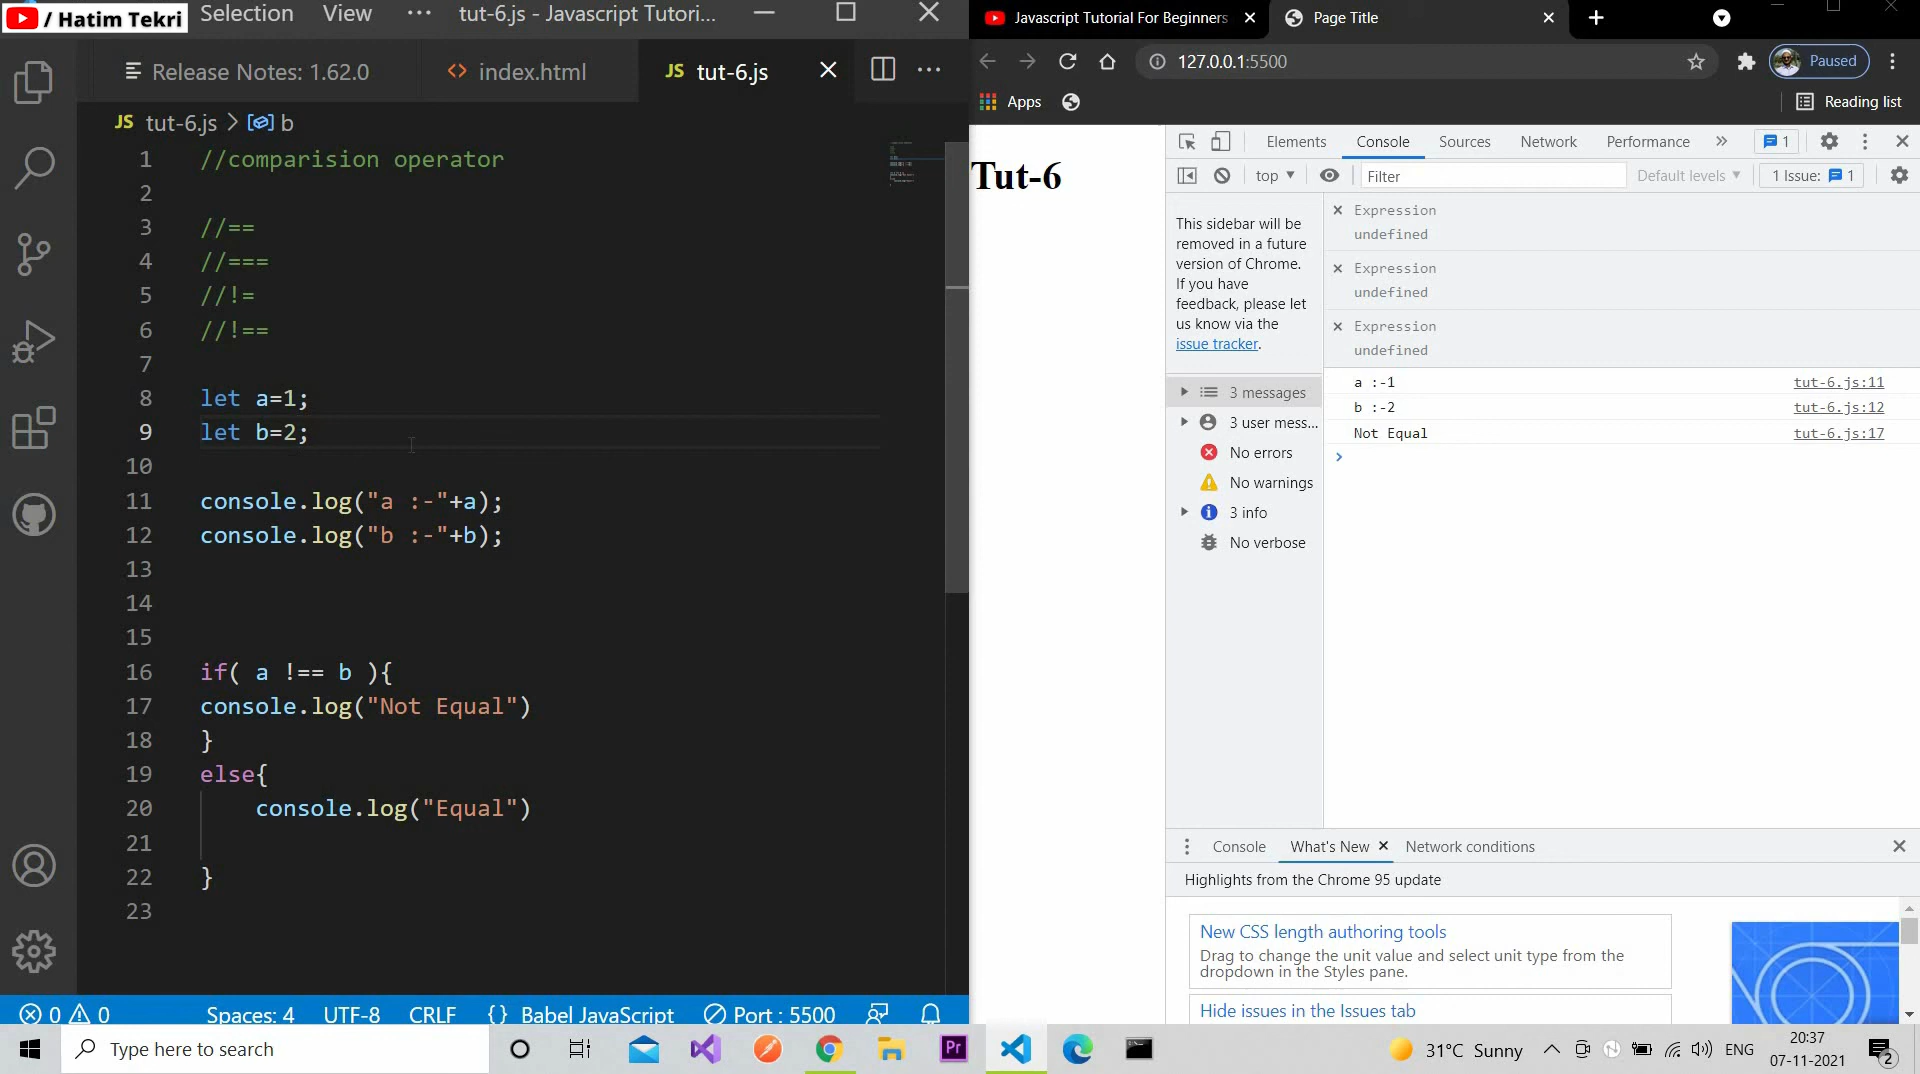 / Hatim Tekri
Selection View ··· tut-6.js - Javascript Tutori...
Release Notes: 1.62.0
index.html
JS tut-6.js
JS tut-6.js > b
1 //comparision operator
2
3 //==
4 //===
5 //!=
6 //!==
7
8 let a=1;
9 let b=2;
10
11 console.log("a :-"+a);
12 console.log("b :-"+b);
13
14
15
16 if( a !== b ){
17 console.log("Not Equal")
18 }
19 else{
20 console.log("Equal")
21
22 }
23
0 0 Spaces: 4 UTF-8 CRLF {} Babel JavaScript Port : 5500
Javascript Tutorial For Beginners
Page Title
127.0.0.1:5500
Paused
Apps
Reading list
Tut-6
Elements Console Sources Network Performance » 1
top Filter Default levels 1 Issue: 1
This sidebar will be
removed in a future
version of Chrome.
If you have
feedback, please let
us know via the
issue tracker.
3 messages
3 user mess...
No errors
No warnings
3 info
No verbose
Expression
undefined
Expression
undefined
Expression
undefined
a :-1 tut-6.js:11
b :-2 tut-6.js:12
Not Equal tut-6.js:17
Console What's New Network conditions
Highlights from the Chrome 95 update
New CSS length authoring tools
Drag to change the unit value and select unit type from the
dropdown in the Styles pane.
Hide issues in the Issues tab
Type here to search
Pr
31°C Sunny
ENG
20:37
07-11-2021
2